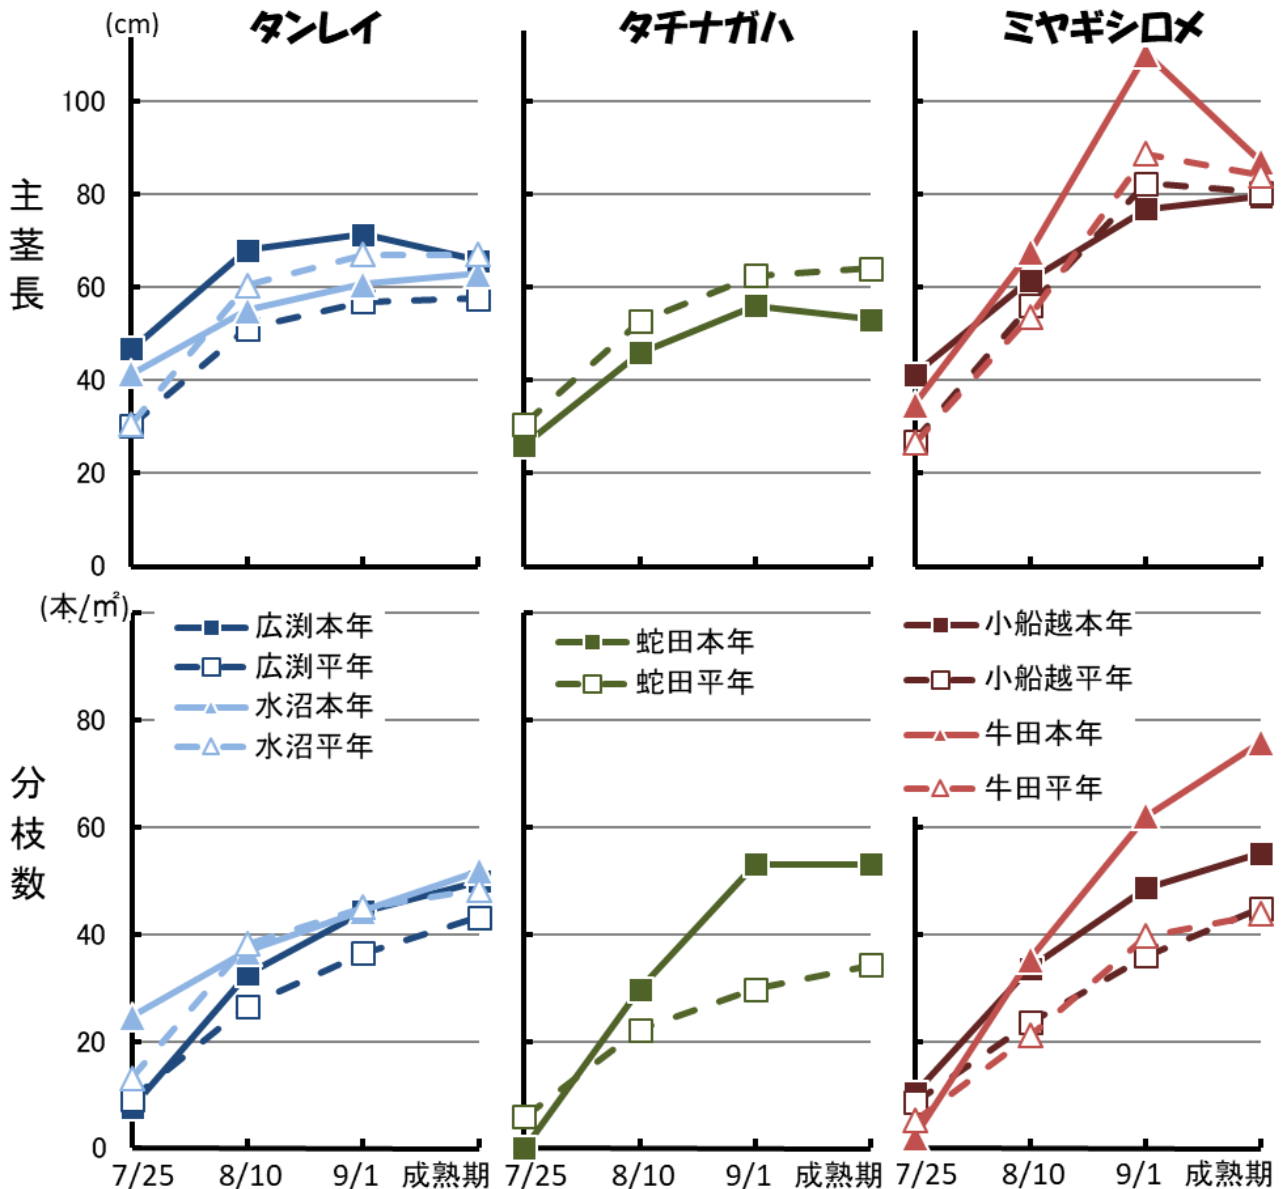 (cm)
タンレイ
タチナガハ
ミヤギシロメ
主茎長
100
80
60
40
20
0
(本/㎡)
分枝数
80
60
40
20
0
広渕本年
広渕平年
水沼本年
水沼平年
蛇田本年
蛇田平年
小船越本年
小船越平年
牛田本年
牛田平年
7/25 8/10 9/1 成熟期
7/25 8/10 9/1 成熟期
7/25 8/10 9/1 成熟期